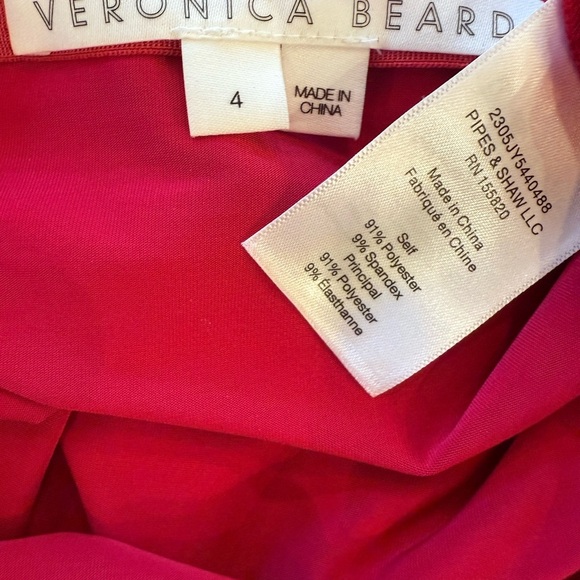 VERONICA BEARD
4
MADE IN
CHINA
2305JY5440488
PIPES & SHAW LLC
RN 155820
Made in China
Fabriqué en Chine
Self
91% Polyester
9% Spandex
Principal
91% Polyester
9% Élasthanne